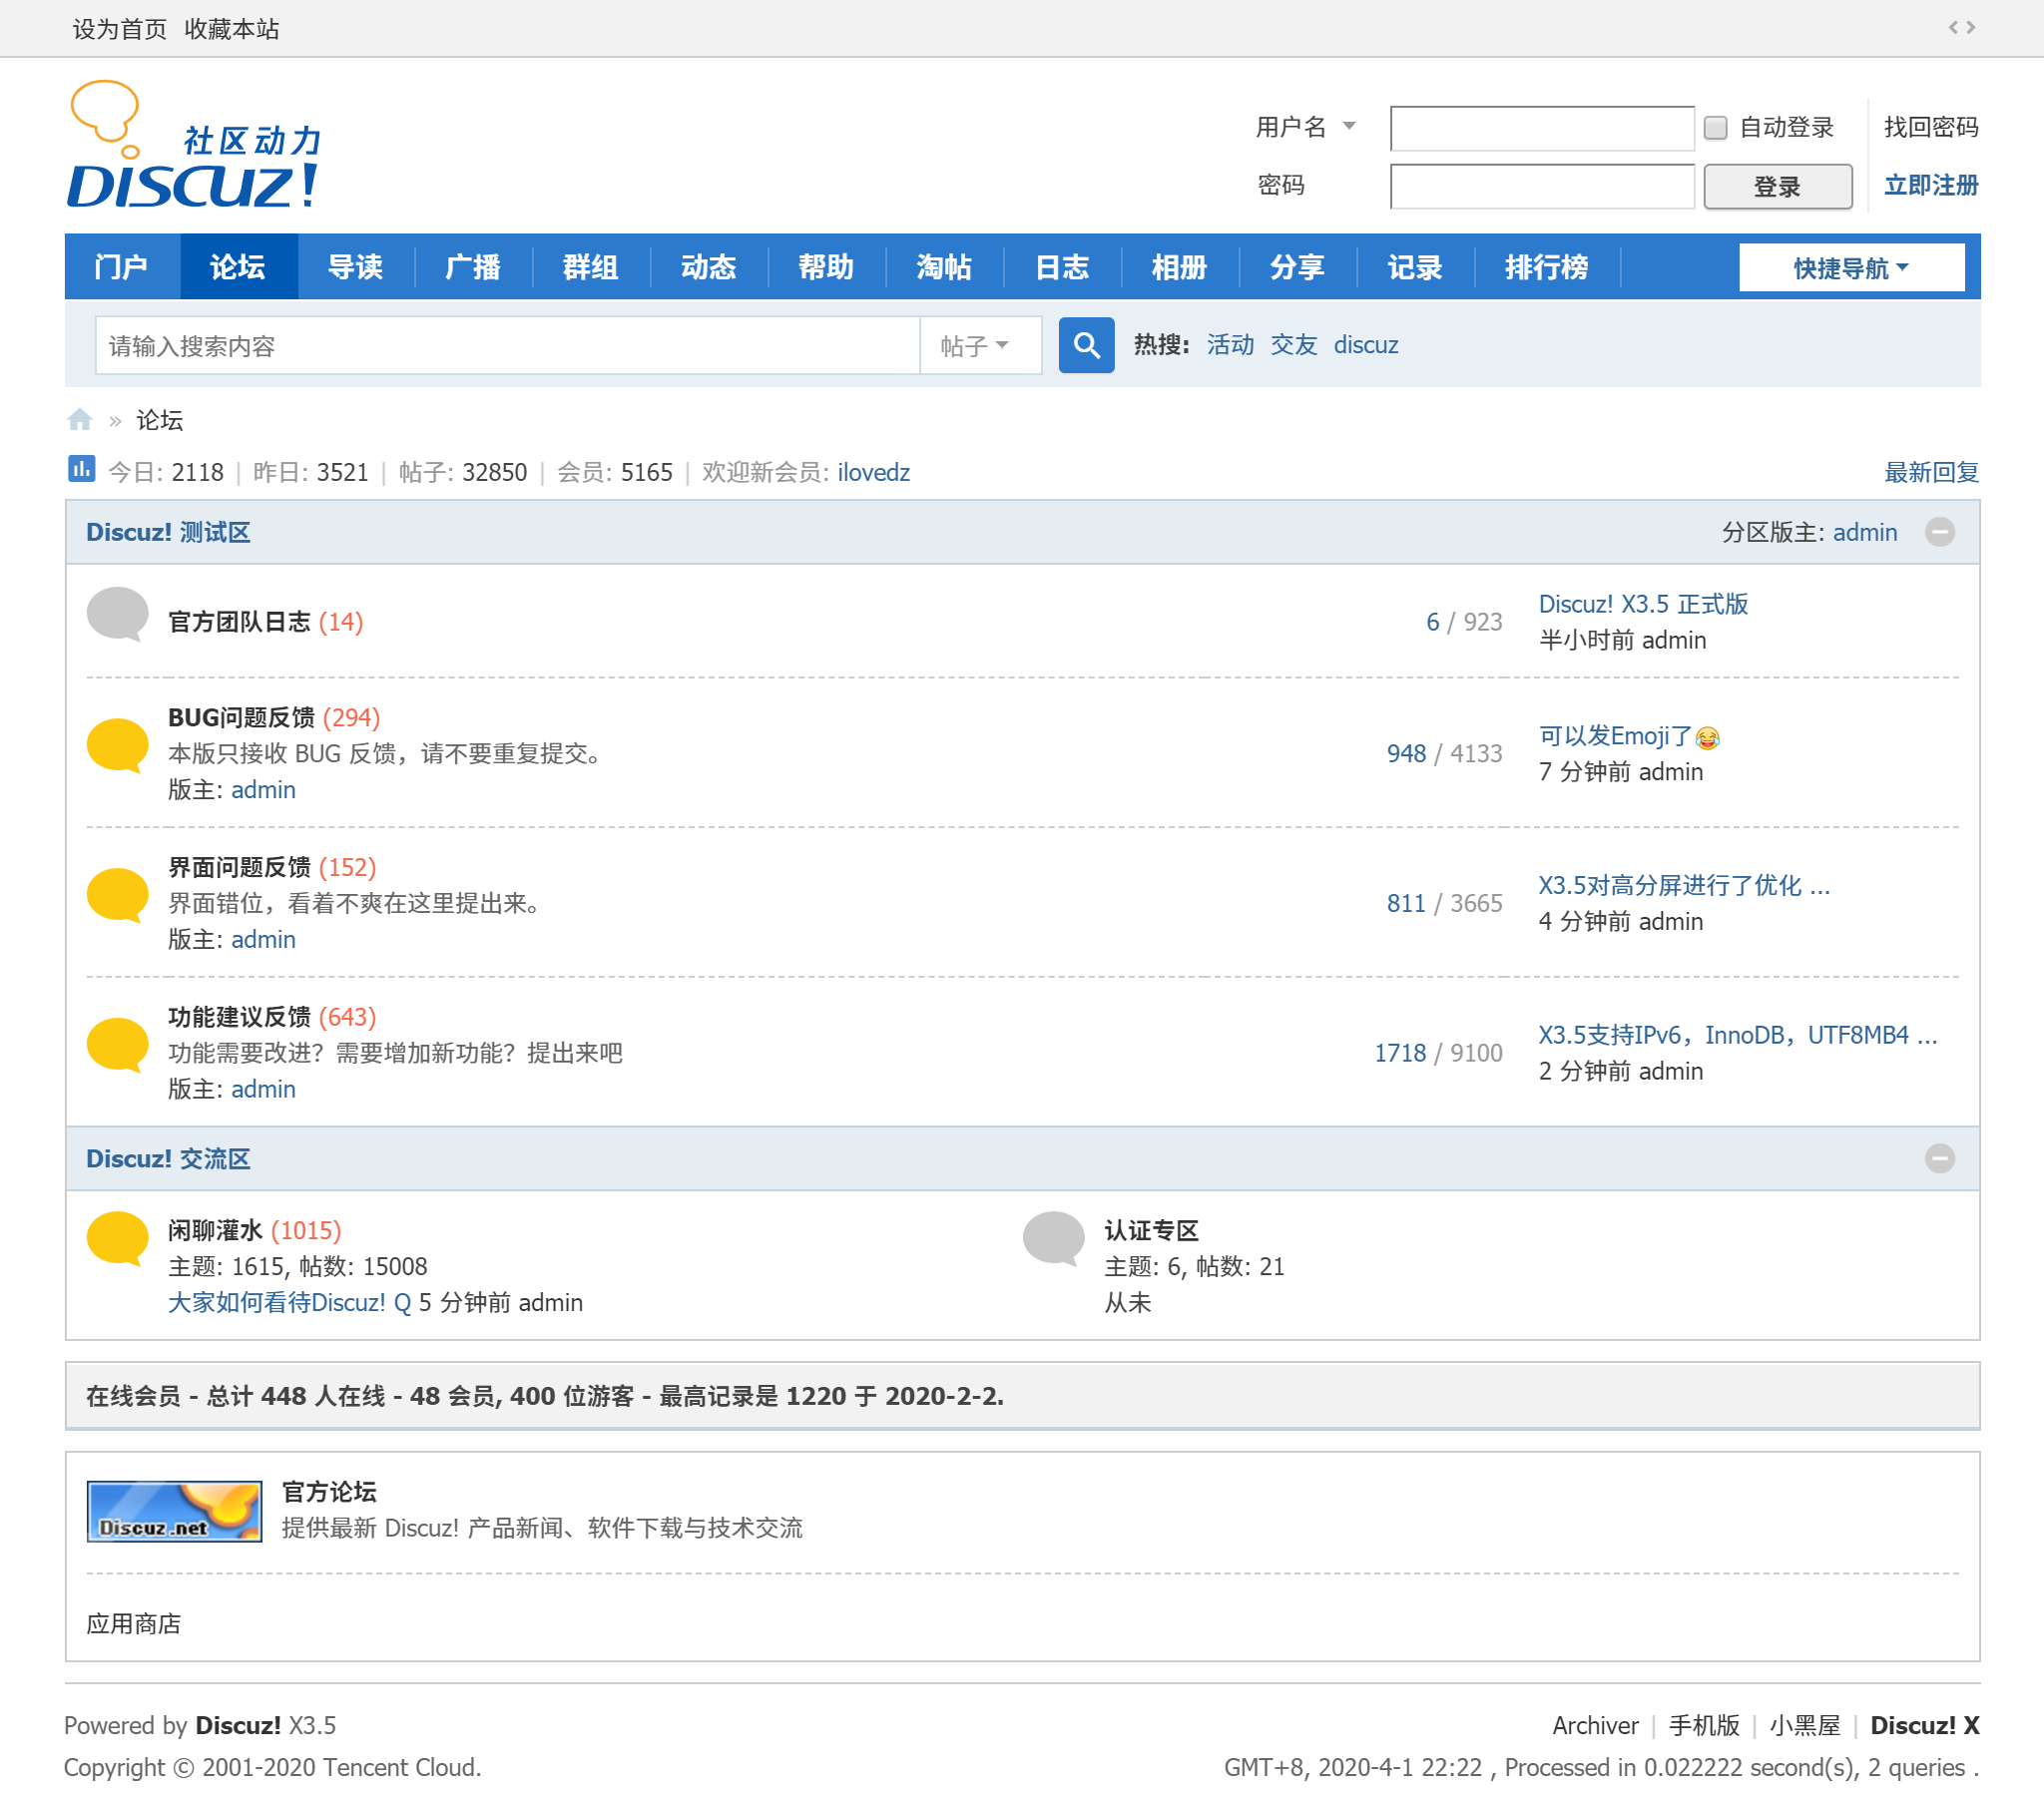 设为首页 收藏本站
社区动力
DISCUZ!
用户名 自动登录 找回密码
密码 登录 立即注册
门户 论坛 导读 广播 群组 动态 帮助 淘帖 日志 相册 分享 记录 排行榜 快捷导航
请输入搜索内容 帖子 热搜: 活动 交友 discuz
» 论坛
今日: 2118 | 昨日: 3521 | 帖子: 32850 | 会员: 5165 | 欢迎新会员: ilovedz 最新回复
Discuz! 测试区 分区版主: admin
官方团队日志 (14) 6 / 923
Discuz! X3.5 正式版
半小时前 admin
BUG问题反馈 (294)
本版只接收 BUG 反馈，请不要重复提交。
版主: admin
948 / 4133
可以发Emoji了😂
7 分钟前 admin
界面问题反馈 (152)
界面错位，看着不爽在这里提出来。
版主: admin
811 / 3665
X3.5对高分屏进行了优化 ...
4 分钟前 admin
功能建议反馈 (643)
功能需要改进？需要增加新功能？提出来吧
版主: admin
1718 / 9100
X3.5支持IPv6，InnoDB，UTF8MB4 ...
2 分钟前 admin
Discuz! 交流区
闲聊灌水 (1015)
主题: 1615, 帖数: 15008
大家如何看待Discuz! Q 5 分钟前 admin
认证专区
主题: 6, 帖数: 21
从未
在线会员 - 总计 448 人在线 - 48 会员, 400 位游客 - 最高记录是 1220 于 2020-2-2.
Discuz.net
官方论坛
提供最新 Discuz! 产品新闻、软件下载与技术交流
应用商店
Powered by Discuz! X3.5
Copyright © 2001-2020 Tencent Cloud.
Archiver | 手机版 | 小黑屋 | Discuz! X
GMT+8, 2020-4-1 22:22 , Processed in 0.022222 second(s), 2 queries .